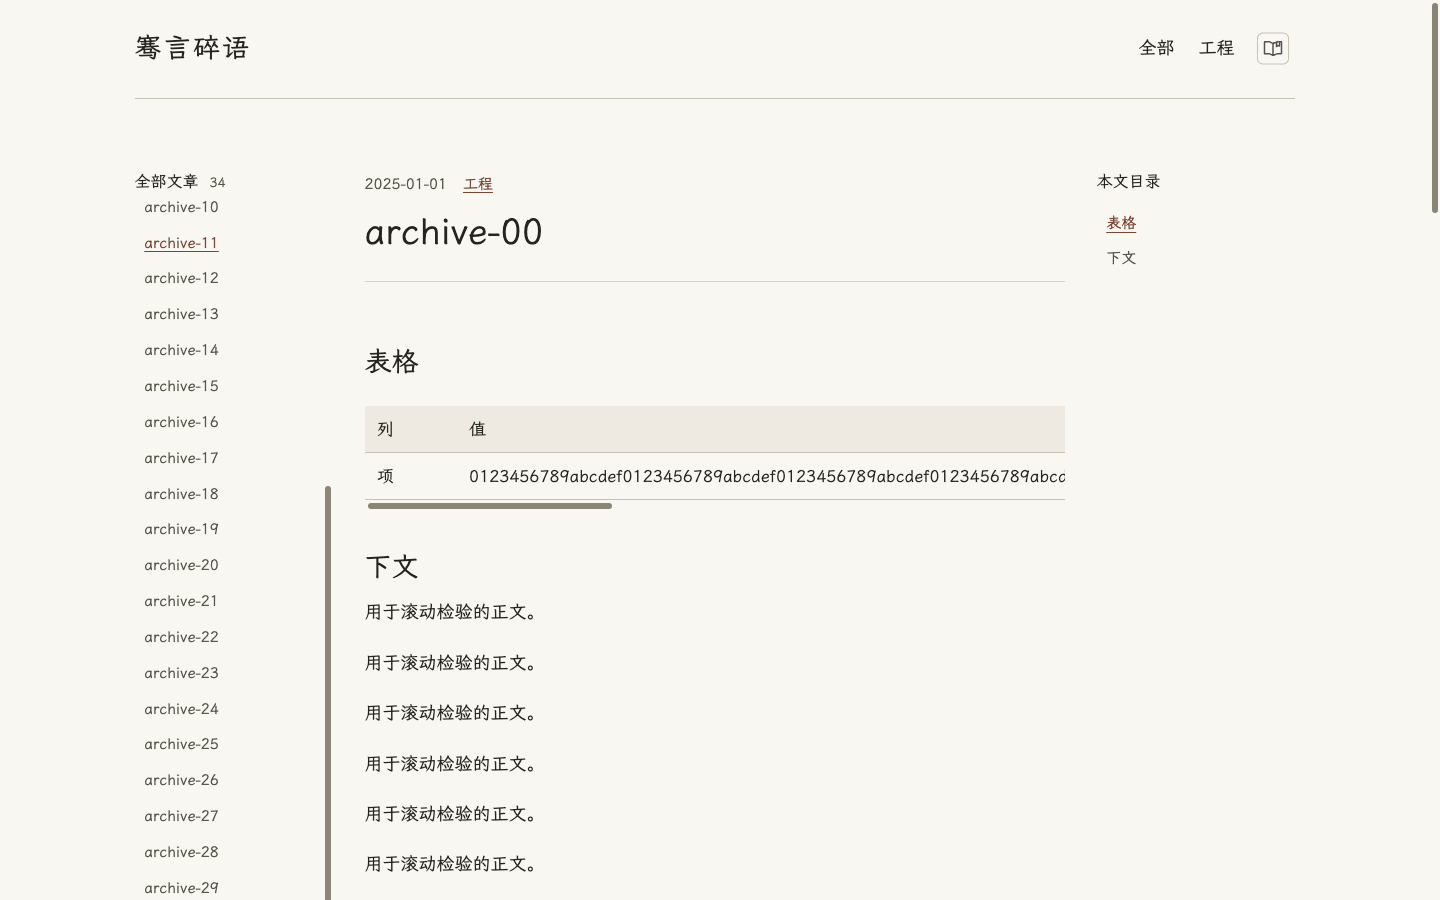 骞言碎语
全部
工程
全部文章 34
archive-10
archive-11
archive-12
archive-13
archive-14
archive-15
archive-16
archive-17
archive-18
archive-19
archive-20
archive-21
archive-22
archive-23
archive-24
archive-25
archive-26
archive-27
archive-28
archive-29
2025-01-01 工程
archive-00
表格
列 值
项 0123456789abcdef0123456789abcdef0123456789abcdef0123456789abcd
下文
用于滚动检验的正文。
用于滚动检验的正文。
用于滚动检验的正文。
用于滚动检验的正文。
用于滚动检验的正文。
用于滚动检验的正文。
本文目录
表格
下文